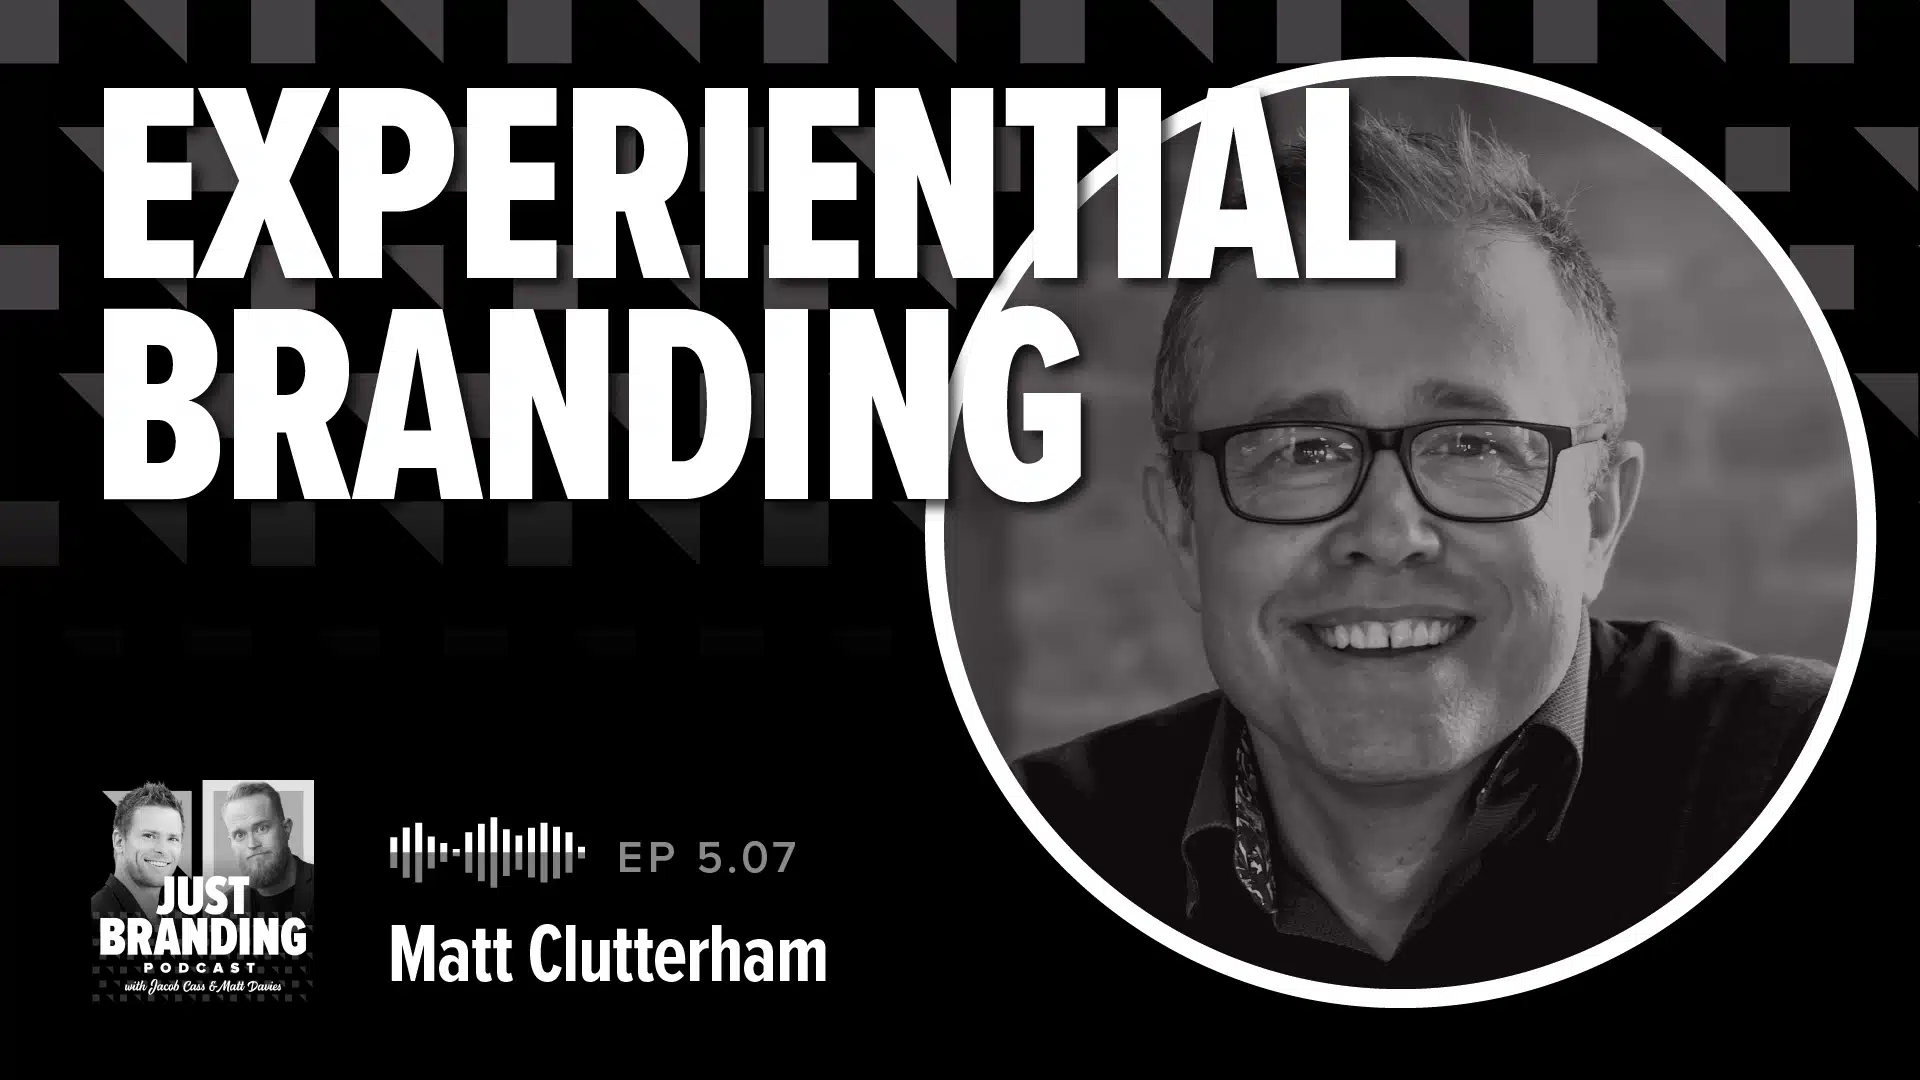 EXPERIENTIAL
BRANDING
JUST
BRANDING
PODCAST
with Jacob Cass & Matt Davies
EP 5.07
Matt Clutterham